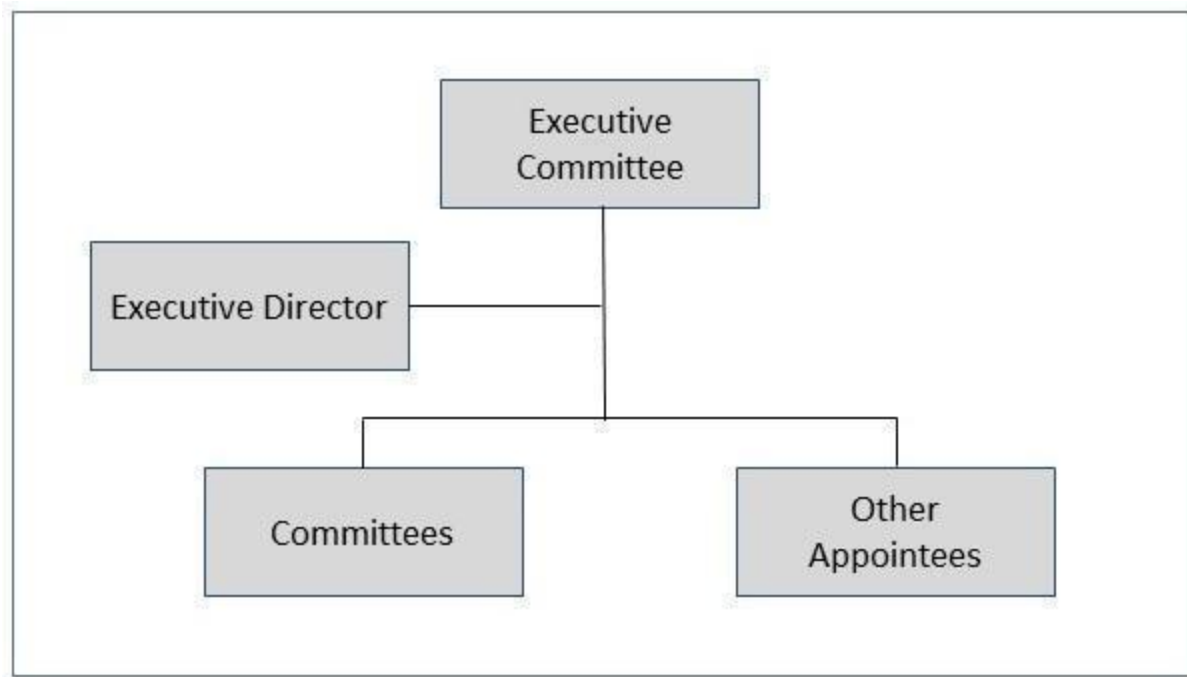 Executive
Committee
Executive Director
Committees
Other
Appointees